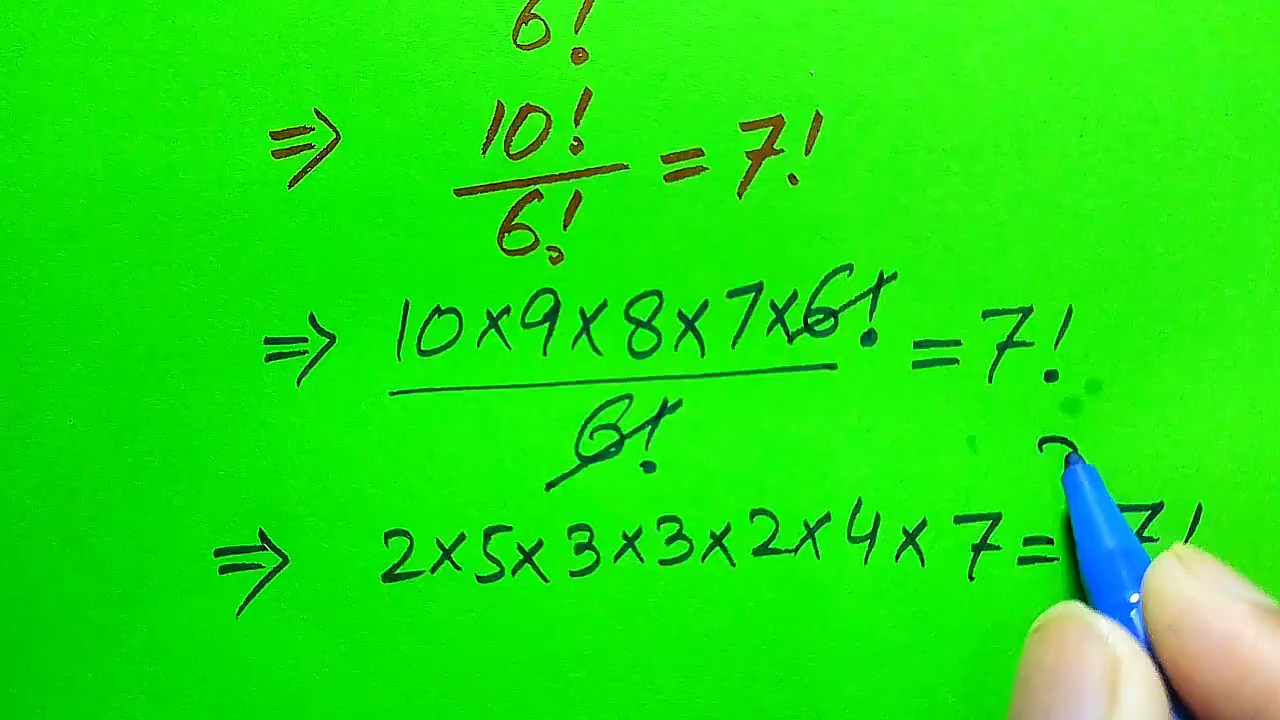 6!
⇒ 10!/6! = 7!
⇒ 10×9×8×7×6!/6! = 7!
⇒ 2×5×3×3×2×4×7= 7!